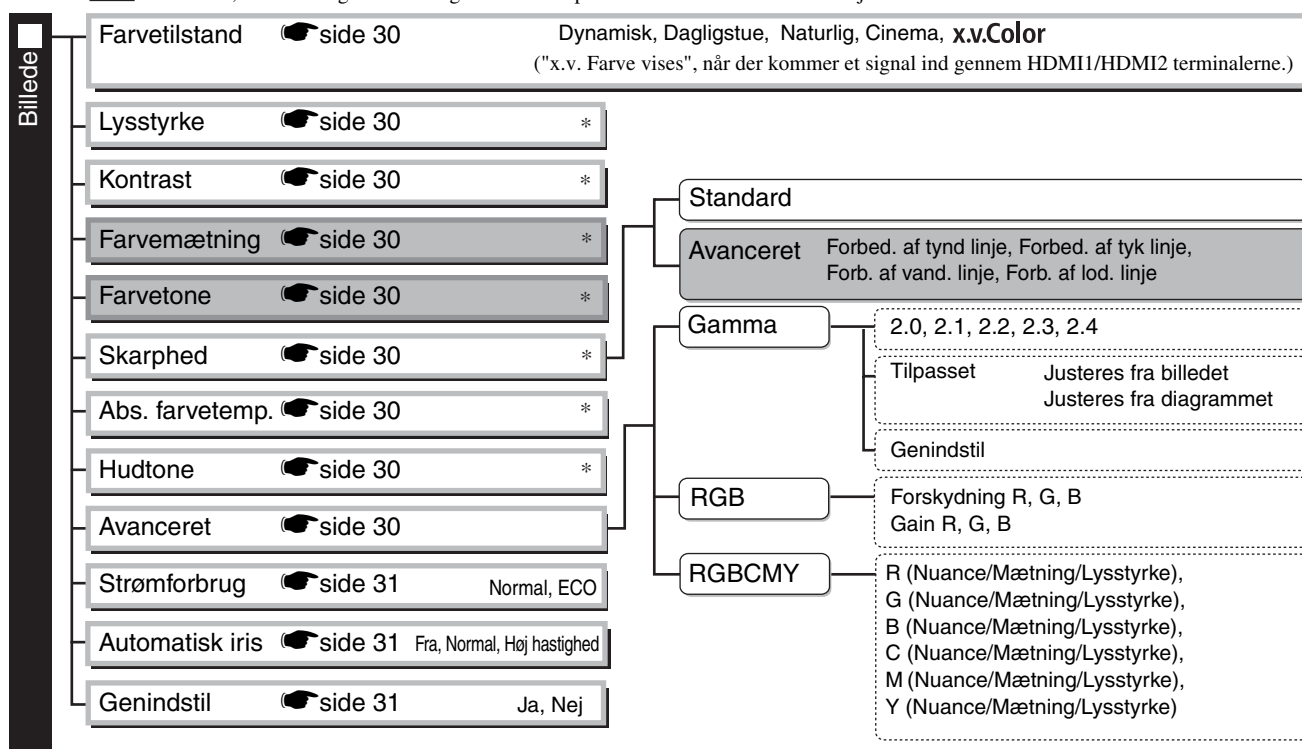 Billede
Farvetilstand side 30 Dynamisk, Dagligstue, Naturlig, Cinema, x.v.Color
("x.v. Farve vises", når der kommer et signal ind gennem HDMI1/HDMI2 terminalerne.)
Lysstyrke side 30 *
Kontrast side 30 *
Farvemætning side 30 *
Farvetone side 30 *
Skarphed side 30 *
Abs. farvetemp. side 30 *
Hudtone side 30 *
Avanceret side 30
Strømforbrug side 31 Normal, ECO
Automatisk iris side 31 Fra, Normal, Høj hastighed
Genindstil side 31 Ja, Nej
Standard
Avanceret Forbed. af tynd linje, Forbed. af tyk linje,
Forb. af vand. linje, Forb. af lod. linje
Gamma
2.0, 2.1, 2.2, 2.3, 2.4
Tilpasset Justeres fra billedet
Justeres fra diagrammet
Genindstil
RGB
Forskydning R, G, B
Gain R, G, B
RGBCMY
R (Nuance/Mætning/Lysstyrke),
G (Nuance/Mætning/Lysstyrke),
B (Nuance/Mætning/Lysstyrke),
C (Nuance/Mætning/Lysstyrke),
M (Nuance/Mætning/Lysstyrke),
Y (Nuance/Mætning/Lysstyrke)